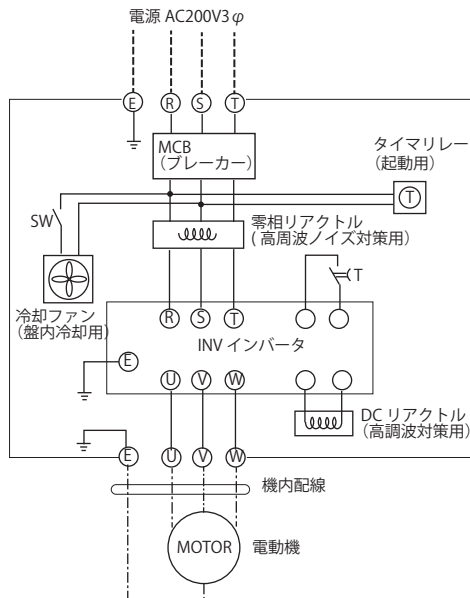 電源 AC200V3φ
E R S T
MCB
（ブレーカー）
タイマリレー
（起動用）
T
SW
零相リアクトル
( 高周波ノイズ対策用）
T
冷却ファン
（盤内冷却用）
R S T
INV インバータ
E
U V W
DC リアクトル
（高調波対策用）
E U V W
機内配線
MOTOR
電動機